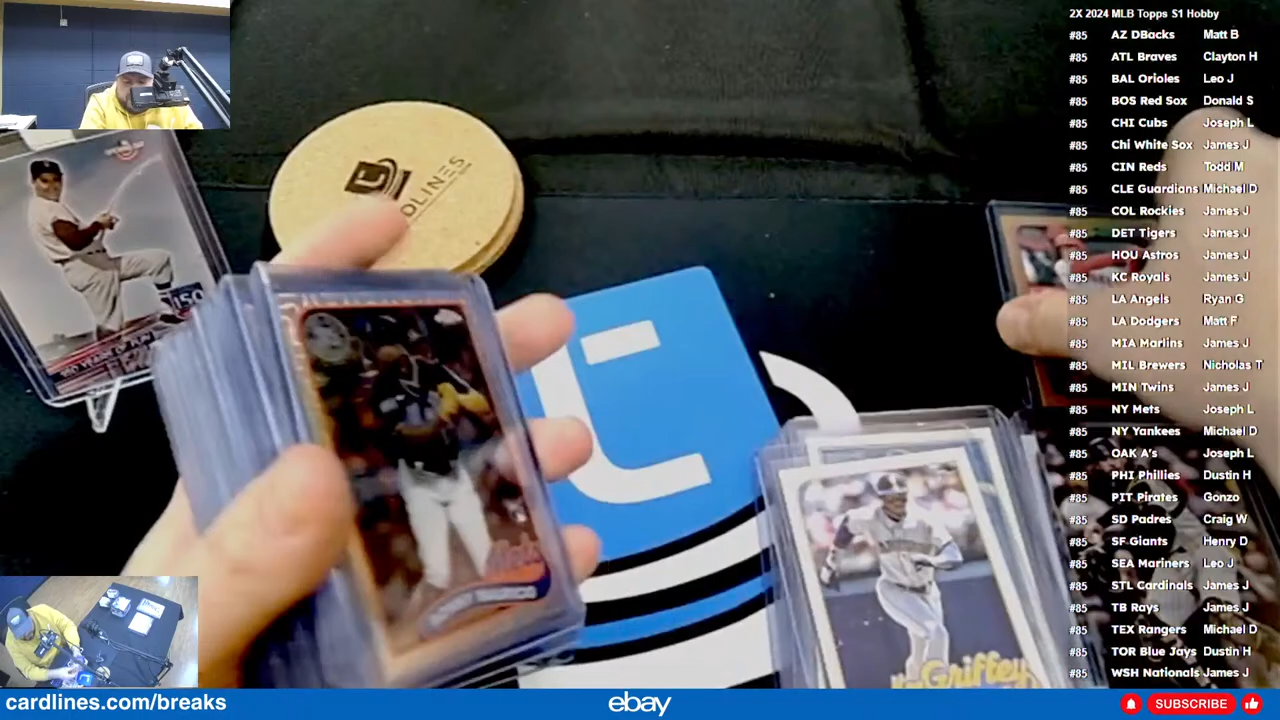 2X 2024 MLB Topps S1 Hobby
#85 AZ DBacks Matt B
#85 ATL Braves Clayton H
#85 BAL Orioles Leo J
#85 BOS Red Sox Donald S
#85 CHI Cubs Joseph L
#85 Chi White Sox James J
#85 CIN Reds Todd M
#85 CLE Guardians Michael D
#85 COL Rockies James J
#85 DET Tigers James J
#85 HOU Astros James J
#85 KC Royals James J
#85 LA Angels Ryan G
#85 LA Dodgers Matt F
#85 MIA Marlins James J
#85 MIL Brewers Nicholas T
#85 MIN Twins James J
#85 NY Mets Joseph L
#85 NY Yankees Michael D
#85 OAK A's Joseph L
#85 PHI Phillies Dustin H
#85 PIT Pirates Gonzo
#85 SD Padres Craig W
#85 SF Giants Henry D
#85 SEA Mariners Leo J
#85 STL Cardinals James J
#85 TB Rays James J
#85 TEX Rangers Michael D
#85 TOR Blue Jays Dustin H
#85 WSH Nationals James J
DLINES
150
Mets
Griffey
cardlines.com/breaks
ebay
SUBSCRIBE